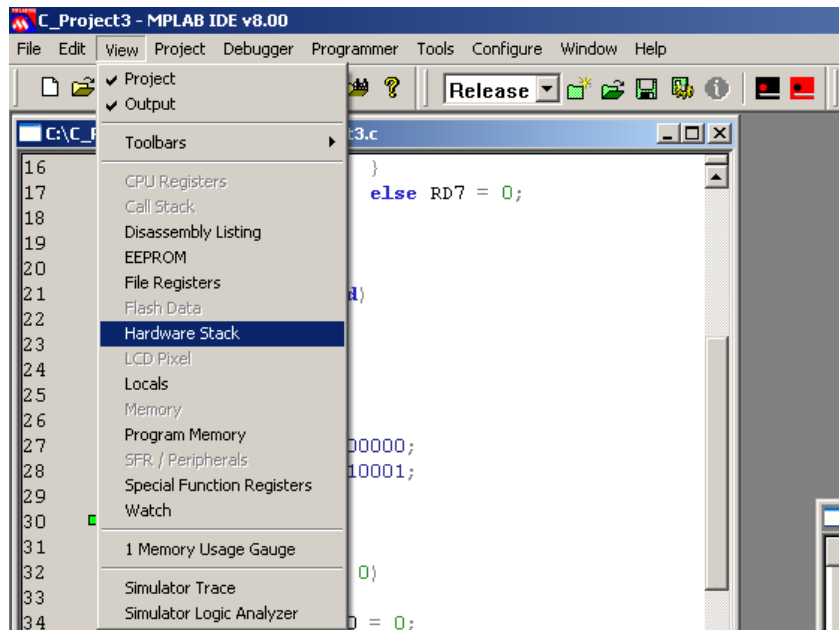 C_Project3 - MPLAB IDE v8.00
File Edit View Project Debugger Programmer Tools Configure Window Help
Release
Project
Output
Toolbars
CPU Registers
Call Stack
Disassembly Listing
EEPROM
File Registers
Flash Data
Hardware Stack
LCD Pixel
Locals
Memory
Program Memory
SFR / Peripherals
Special Function Registers
Watch
1 Memory Usage Gauge
Simulator Trace
Simulator Logic Analyzer
t3.c
16 }
17 else RD7 = 0;
18
19
20
21 d)
22
23
24
25
26
27 00000;
28 10001;
29
30
31
32 0)
33
34 = 0;